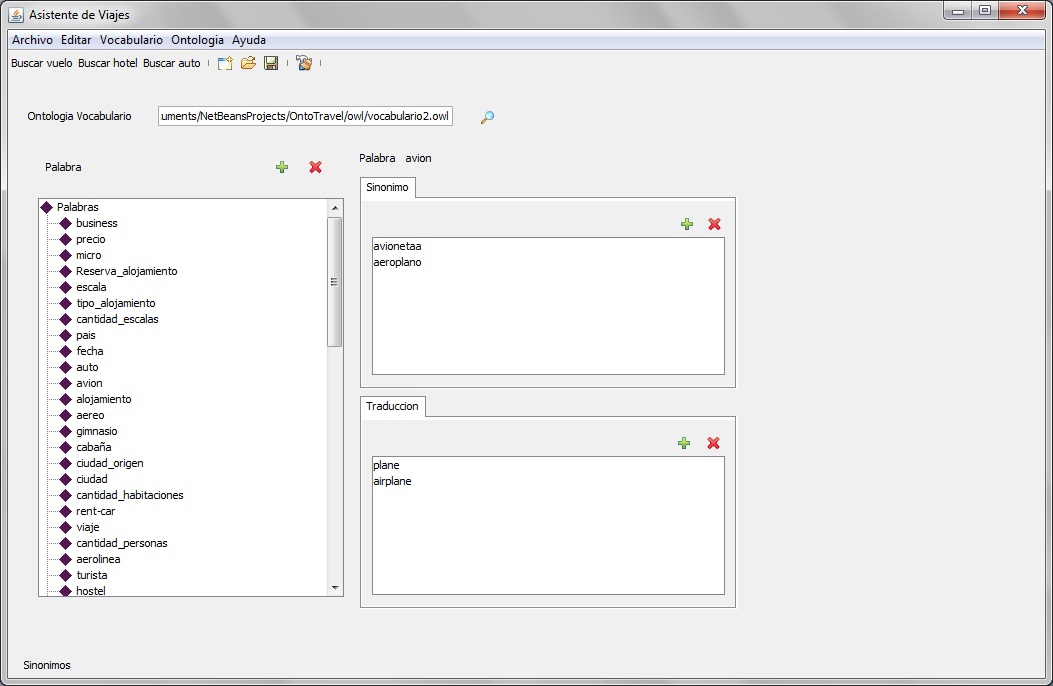 Asistente de Viajes
Archivo Editar Vocabulario Ontologia Ayuda
Buscar vuelo Buscar hotel Buscar auto
Ontologia Vocabulario uments/NetBeansProjects/OntoTravel/owl/vocabulario2.owl
Palabra
Palabras
business
precio
micro
Reserva_alojamiento
escala
tipo_alojamiento
cantidad_escalas
pais
fecha
auto
avion
alojamiento
aereo
gimnasio
cabaña
ciudad_origen
ciudad
cantidad_habitaciones
rent-car
viaje
cantidad_personas
aerolinea
turista
hostel
Palabra avion
Sinonimo
avionetaa
aeroplano
Traduccion
plane
airplane
Sinonimos